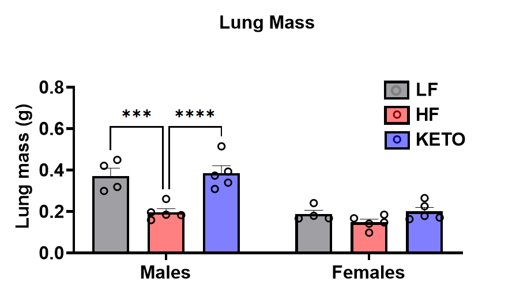 Lung Mass
LF
HF
KETO
*** ****
Lung mass (g)
0.8
0.6
0.4
0.2
0.0
Males Females